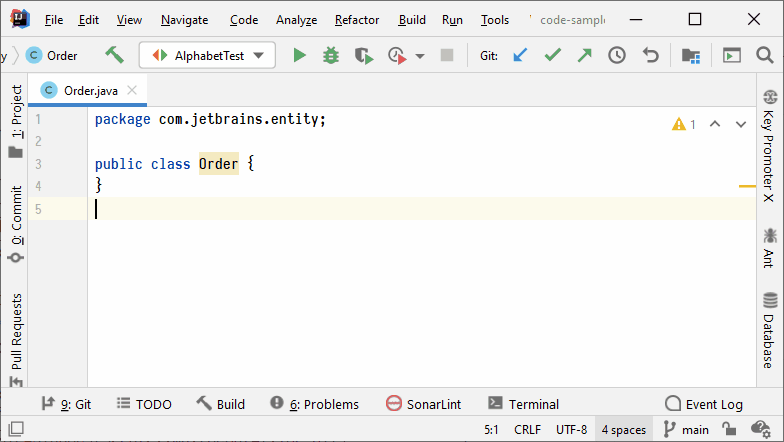 IJ File Edit View Navigate Code Analyze Refactor Build Run Tools code-sample
y C Order AlphabetTest Git:
C Order.java
1 package com.jetbrains.entity; 1
2
3 public class Order {
4 }
5
1: Project
0: Commit
Pull Requests
Key Promoter X
Ant
Database
9: Git TODO Build 6: Problems SonarLint Terminal Event Log
5:1 CRLF UTF-8 4 spaces main